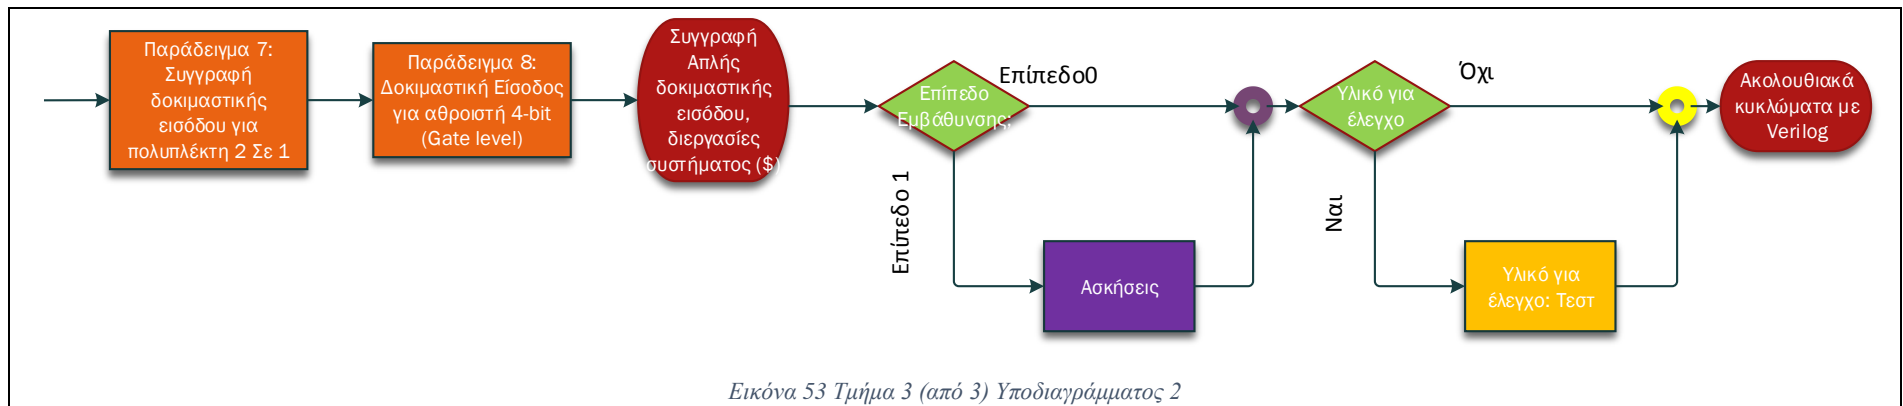 Παράδειγμα 7:
Συγγραφή
δοκιμαστικής
εισόδου για
πολυπλέκτη 2 Σε 1
Παράδειγμα 8:
Δοκιμαστική Είσοδος
για αθροιστή 4-bit
(Gate level)
Συγγραφή
Απλής
δοκιμαστικής
εισόδου,
διεργασίες
συστήματος ($)
Επίπεδο
Εμβάθυνσης;
Επίπεδο0
Επίπεδο 1
Ασκήσεις
Υλικό για
έλεγχο
Όχι
Ναι
Υλικό για
έλεγχο: Τεστ
Ακολουθιακά
κυκλώματα με
Verilog
Εικόνα 53 Τμήμα 3 (από 3) Υποδιαγράμματος 2